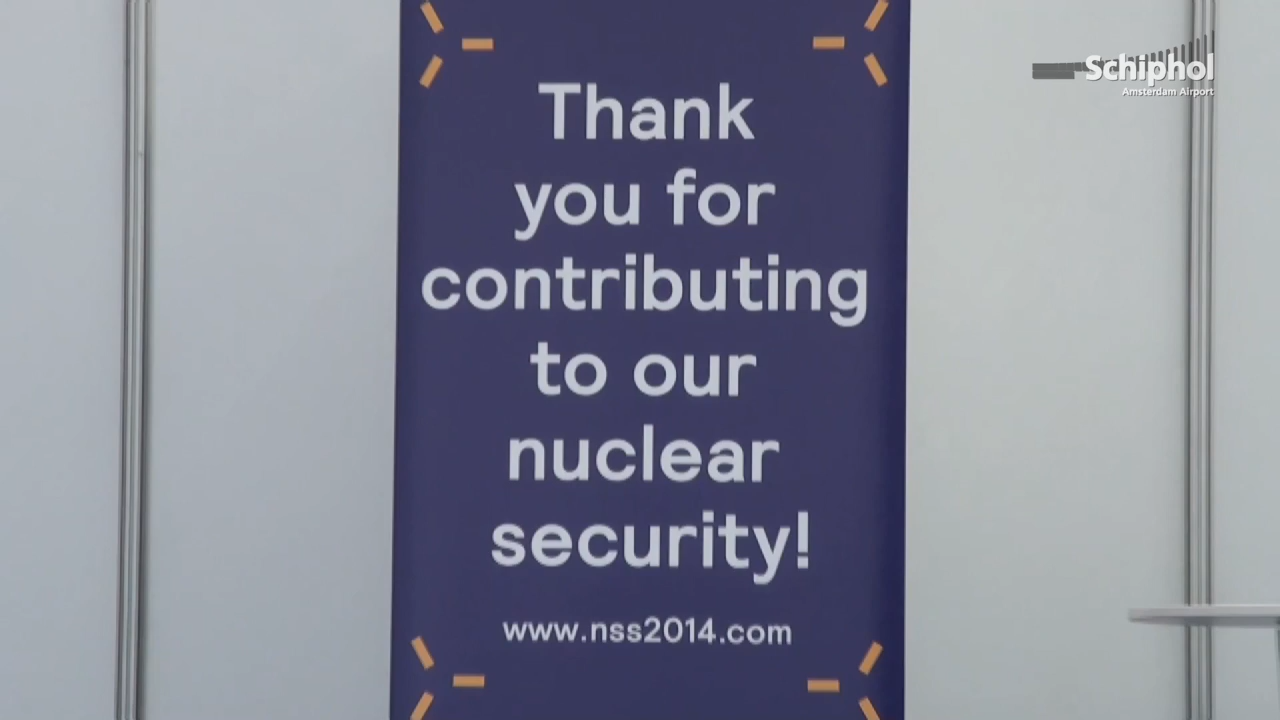 Thank
you for
contributing
to our
nuclear
security!
www.nss2014.com
Schiphol
Amsterdam Airport